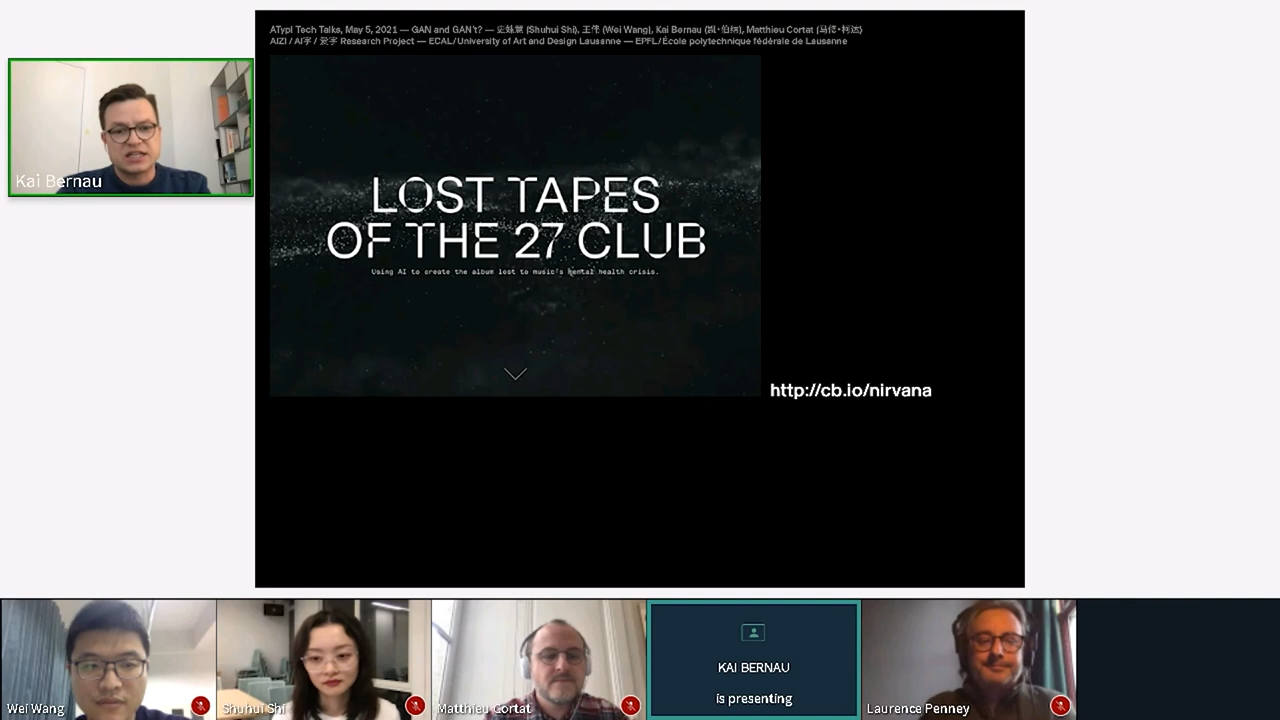 ATypI Tech Talks, May 5, 2021 — GAN and GAN't? — 史姝慧 (Shuhui Shi), 王伟 (Wei Wang), Kai Bernau (凯·伯纳), Matthieu Cortat (马修·柯达)
AIZI / AI字 / 爱字 Research Project — ECAL/University of Art and Design Lausanne — EPFL/École polytechnique fédérale de Lausanne
Kai Bernau
LOST TAPES
OF THE 27 CLUB
Using AI to create the album lost to music's mental health crisis.
http://cb.io/nirvana
Wei Wang
Shuhui Shi
Matthieu Cortat
KAI BERNAU
is presenting
Laurence Penney